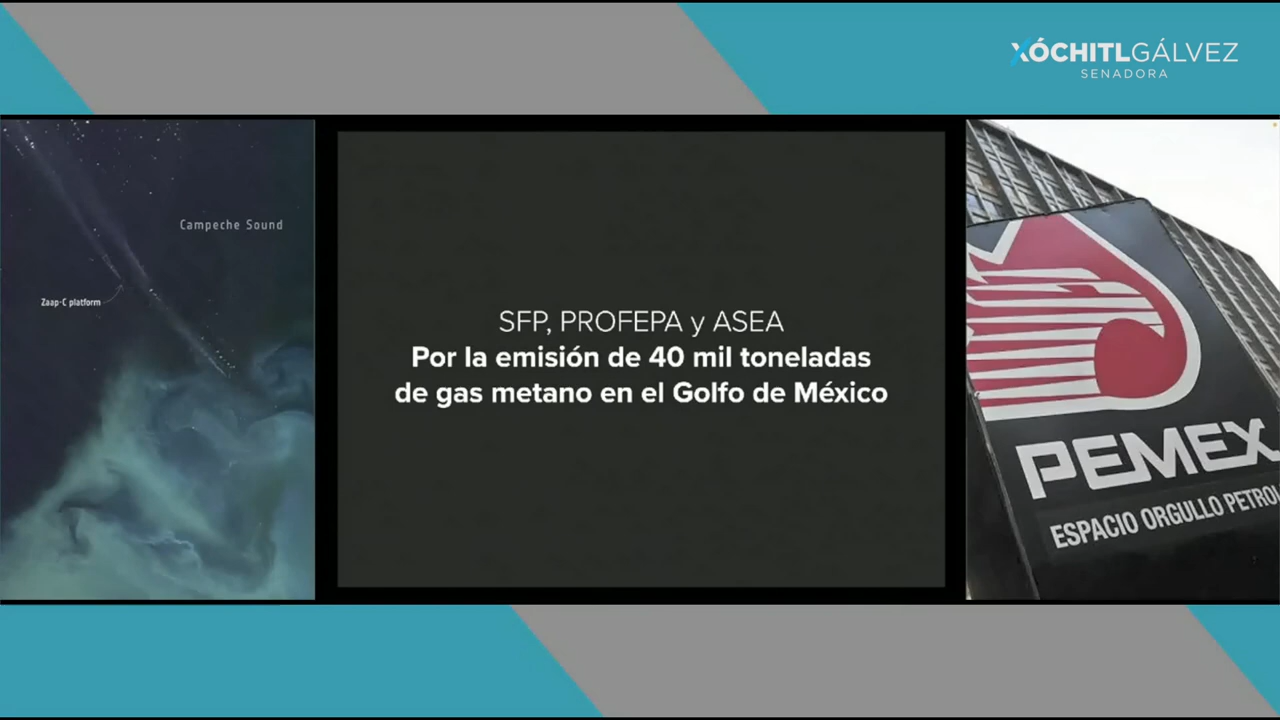 XÓCHITLGÁLVEZ
SENADORA
Campeche Sound
Zaap-C platform
SFP, PROFEPA y ASEA
Por la emisión de 40 mil toneladas
de gas metano en el Golfo de México
PEMEX
ESPACIO ORGULLO